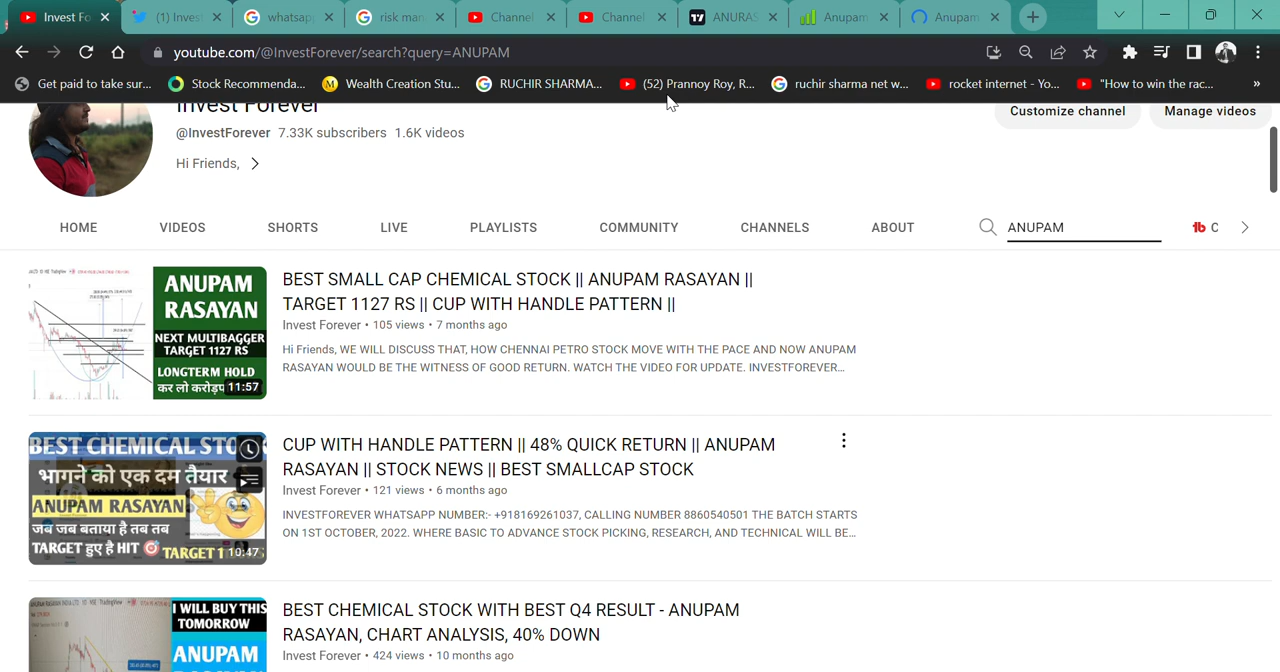 Invest Fo
(1) Invest
whatsap
risk man
Channel
Channel
ANURAS
Anupam
Anupam
youtube.com/@InvestForever/search?query=ANUPAM
Get paid to take sur...
Stock Recommenda...
Wealth Creation Stu...
RUCHIR SHARMA...
(52) Prannoy Roy, R...
ruchir sharma net w...
rocket internet - Yo...
"How to win the rac...
»
Invest Forever
@InvestForever 7.33K subscribers 1.6K videos
Hi Friends,
Customize channel
Manage videos
HOME
VIDEOS
SHORTS
LIVE
PLAYLISTS
COMMUNITY
CHANNELS
ABOUT
ANUPAM
C
ANUPAM
RASAYAN
NEXT MULTIBAGGER
TARGET 1127 RS
LONGTERM HOLD
कर लो करोड़प
11:57
BEST SMALL CAP CHEMICAL STOCK || ANUPAM RASAYAN ||
TARGET 1127 RS || CUP WITH HANDLE PATTERN ||
Invest Forever • 105 views • 7 months ago
Hi Friends, WE WILL DISCUSS THAT, HOW CHENNAI PETRO STOCK MOVE WITH THE PACE AND NOW ANUPAM
RASAYAN WOULD BE THE WITNESS OF GOOD RETURN. WATCH THE VIDEO FOR UPDATE. INVESTFOREVER...
BEST CHEMICAL STO
भागने को एक दम तैयार
ANUPAM RASAYAN
जब जब बताया है तब तब
TARGET हुए है HIT
TARGET 1
10:47
CUP WITH HANDLE PATTERN || 48% QUICK RETURN || ANUPAM
RASAYAN || STOCK NEWS || BEST SMALLCAP STOCK
Invest Forever • 121 views • 6 months ago
INVESTFOREVER WHATSAPP NUMBER:- +918169261037, CALLING NUMBER 8860540501 THE BATCH STARTS
ON 1ST OCTOBER, 2022. WHERE BASIC TO ADVANCE STOCK PICKING, RESEARCH, AND TECHNICAL WILL BE...
I WILL BUY THIS
TOMORROW
ANUPAM
BEST CHEMICAL STOCK WITH BEST Q4 RESULT - ANUPAM
RASAYAN, CHART ANALYSIS, 40% DOWN
Invest Forever • 424 views • 10 months ago